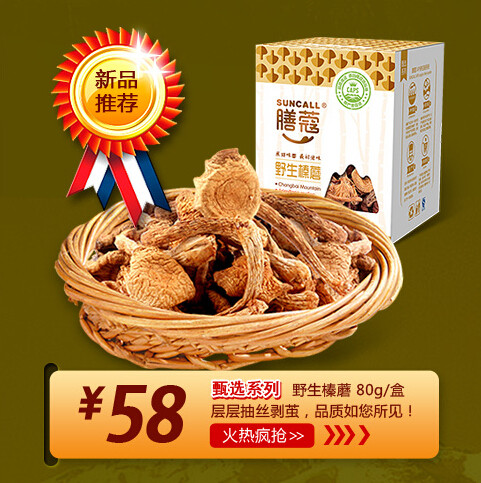 新品
推荐
SUNCALL®
膳蔻
野生榛蘑
Changbai Mountain
CAPS
¥58
甄选系列 野生榛蘑 80g/盒
层层抽丝剥茧，品质如您所见！
火热疯抢>>